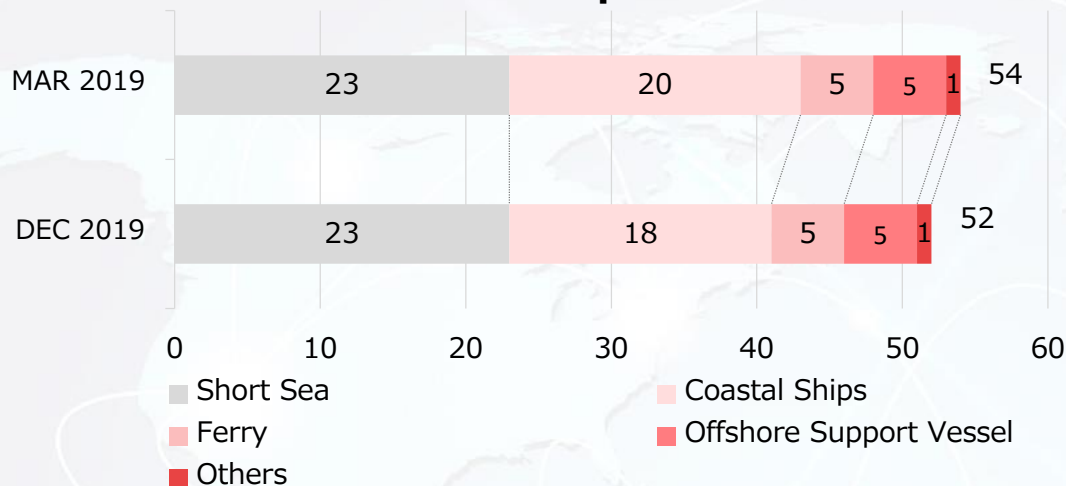 MAR 2019 23 20 5 5 1 54
DEC 2019 23 18 5 5 1 52
0 10 20 30 40 50 60
Short Sea Coastal Ships
Ferry Offshore Support Vessel
Others